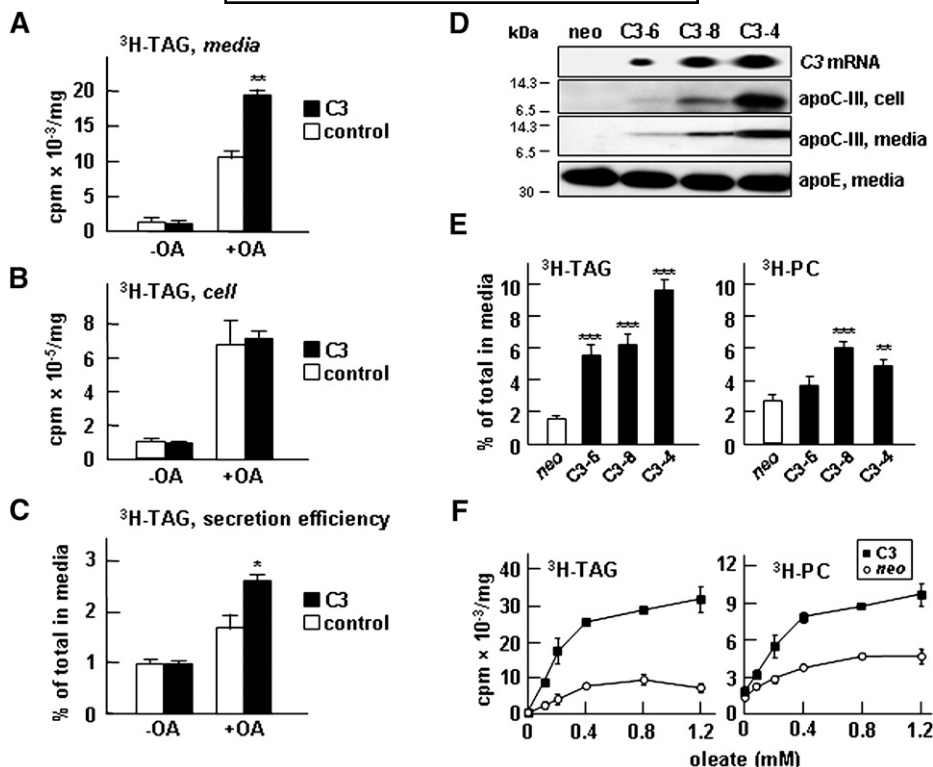 A
³H-TAG, media
cpm x 10⁻³/mg
20
15
10
5
0
**
C3
control
-OA
+OA
B
³H-TAG, cell
cpm x 10⁻⁵/mg
8
6
4
2
0
C3
control
-OA
+OA
C
³H-TAG, secretion efficiency
% of total in media
3
2
1
0
*
C3
control
-OA
+OA
D
kDa neo C3-6 C3-8 C3-4
C3 mRNA
14.3
6.5
apoC-III, cell
14.3
6.5
apoC-III, media
30
apoE, media
E
³H-TAG
% of total in media
10
8
6
4
2
0
***
***
***
neo C3-6 C3-8 C3-4
³H-PC
10
8
6
4
2
0
***
**
neo C3-6 C3-8 C3-4
F
³H-TAG
cpm × 10⁻³/mg
40
30
20
10
0
0 0.4 0.8 1.2
³H-PC
C3
neo
12
9
6
3
0
0 0.4 0.8 1.2
oleate (mM)